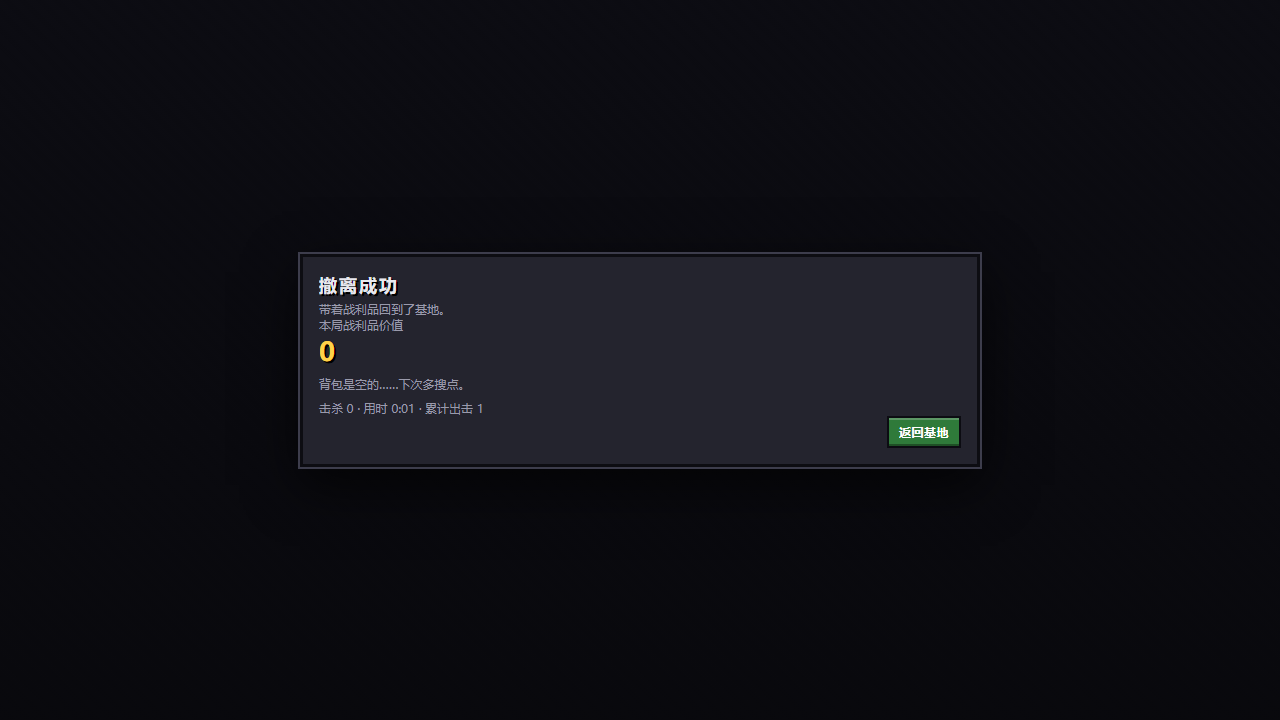 撤离成功
带着战利品回到了基地。
本局战利品价值
0
背包是空的……下次多搜点。
击杀 0 · 用时 0:01 · 累计出击 1
返回基地